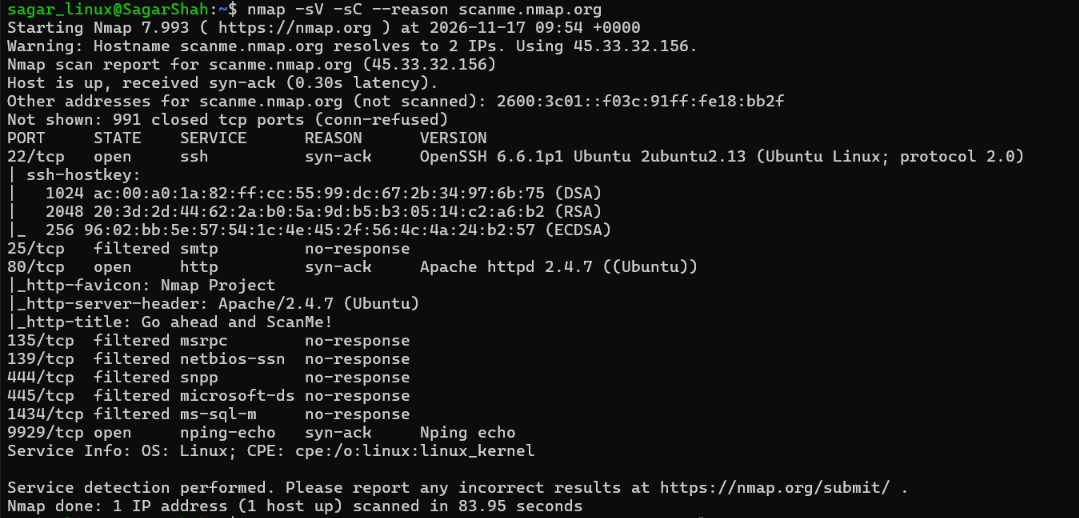 sagar_linux@SagarShah:~$ nmap -sV -sC --reason scanme.nmap.org
Starting Nmap 7.993 ( https://nmap.org ) at 2026-11-17 09:54 +0000
Warning: Hostname scanme.nmap.org resolves to 2 IPs. Using 45.33.32.156.
Nmap scan report for scanme.nmap.org (45.33.32.156)
Host is up, received syn-ack (0.30s latency).
Other addresses for scanme.nmap.org (not scanned): 2600:3c01::f03c:91ff:fe18:bb2f
Not shown: 991 closed tcp ports (conn-refused)
PORT     STATE    SERVICE      REASON      VERSION
22/tcp   open     ssh          syn-ack     OpenSSH 6.6.1p1 Ubuntu 2ubuntu2.13 (Ubuntu Linux; protocol 2.0)
| ssh-hostkey:
|   1024 ac:00:a0:1a:82:ff:cc:55:99:dc:67:2b:34:97:6b:75 (DSA)
|   2048 20:3d:2d:44:62:2a:b0:5a:9d:b5:b3:05:14:c2:a6:b2 (RSA)
|_  256 96:02:bb:5e:57:54:1c:4e:45:2f:56:4c:4a:24:b2:57 (ECDSA)
25/tcp   filtered smtp         no-response
80/tcp   open     http         syn-ack     Apache httpd 2.4.7 ((Ubuntu))
|_http-favicon: Nmap Project
|_http-server-header: Apache/2.4.7 (Ubuntu)
|_http-title: Go ahead and ScanMe!
135/tcp  filtered msrpc        no-response
139/tcp  filtered netbios-ssn  no-response
444/tcp  filtered snpp         no-response
445/tcp  filtered microsoft-ds no-response
1434/tcp filtered ms-sql-m     no-response
9929/tcp open     nping-echo   syn-ack     Nping echo
Service Info: OS: Linux; CPE: cpe:/o:linux:linux_kernel

Service detection performed. Please report any incorrect results at https://nmap.org/submit/ .
Nmap done: 1 IP address (1 host up) scanned in 83.95 seconds